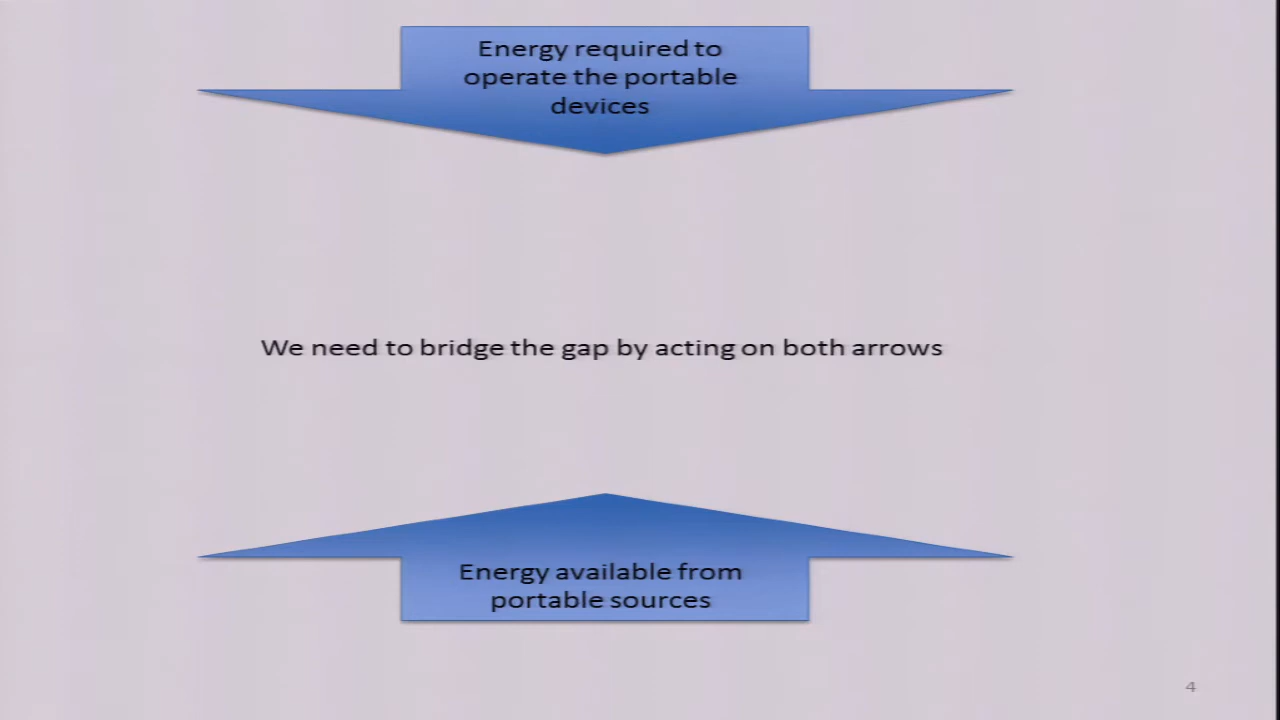 Energy required to
operate the portable
devices
We need to bridge the gap by acting on both arrows
Energy available from
portable sources
4